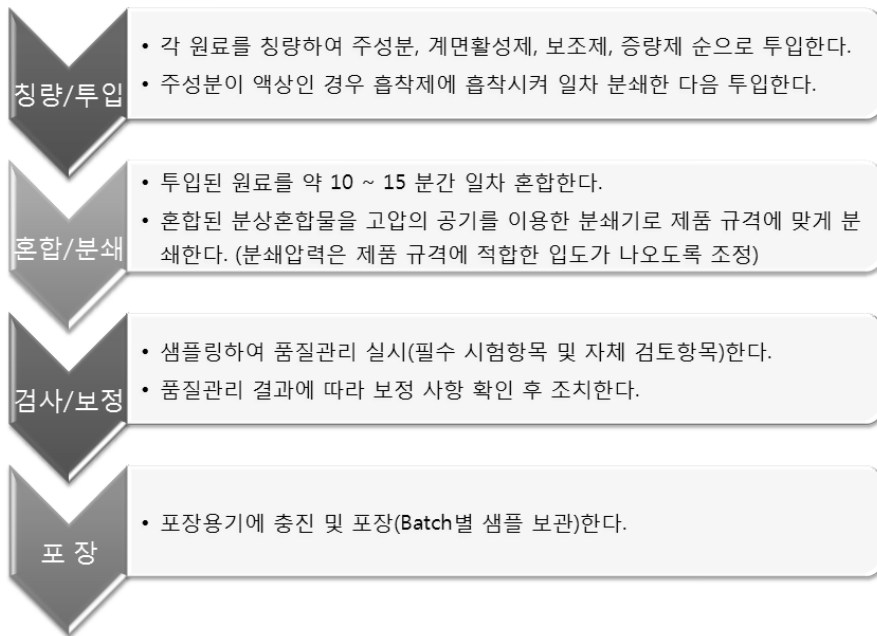 칭량/투입
• 각 원료를 칭량하여 주성분, 계면활성제, 보조제, 증량제 순으로 투입한다.
• 주성분이 액상인 경우 흡착제에 흡착시켜 일차 분쇄한 다음 투입한다.
혼합/분쇄
• 투입된 원료를 약 10 ~ 15 분간 일차 혼합한다.
• 혼합된 분상혼합물을 고압의 공기를 이용한 분쇄기로 제품 규격에 맞게 분
쇄한다. (분쇄압력은 제품 규격에 적합한 입도가 나오도록 조정)
검사/보정
• 샘플링하여 품질관리 실시(필수 시험항목 및 자체 검토항목)한다.
• 품질관리 결과에 따라 보정 사항 확인 후 조치한다.
포 장
• 포장용기에 충진 및 포장(Batch별 샘플 보관)한다.